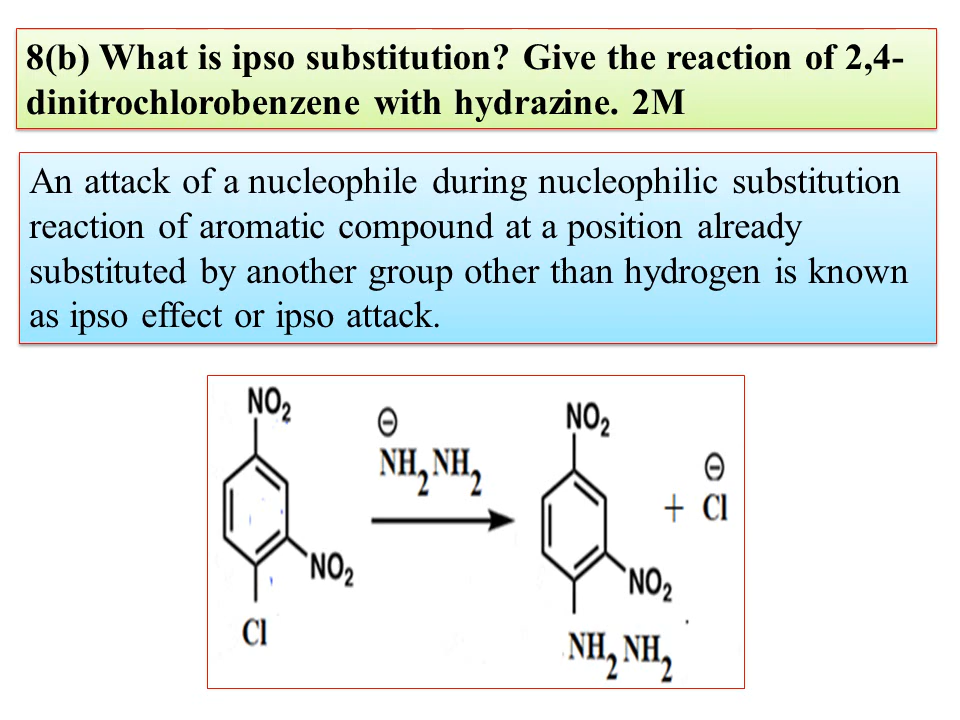 8(b) What is ipso substitution? Give the reaction of 2,4-
dinitrochlorobenzene with hydrazine. 2M
An attack of a nucleophile during nucleophilic substitution
reaction of aromatic compound at a position already
substituted by another group other than hydrogen is known
as ipso effect or ipso attack.
NO₂
⊖
NH₂NH₂
NO₂
Cl
NO₂
⊖
+ Cl
NO₂
NH₂NH₂